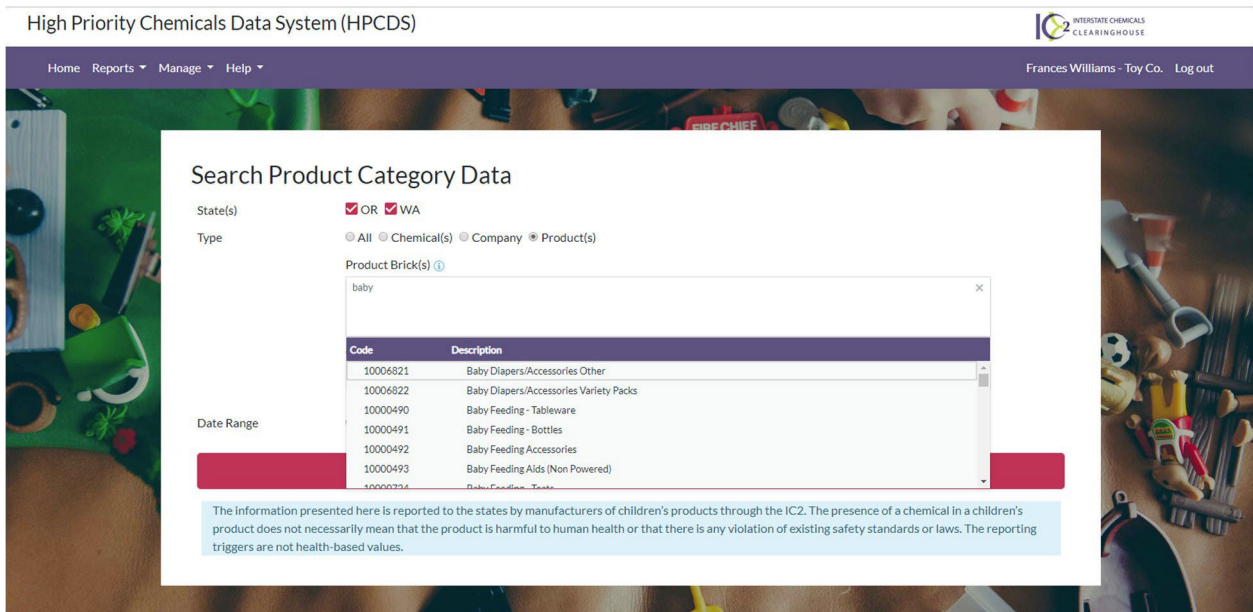 High Priority Chemicals Data System (HPCDS)
IC2 INTERSTATE CHEMICALS
CLEARINGHOUSE
Home Reports Manage Help Frances Williams - Toy Co. Log out
FIRE CHIEF
Search Product Category Data
State(s) OR WA
Type All Chemical(s) Company Product(s)
Product Brick(s)
baby
Code Description
10006821 Baby Diapers/Accessories Other
10006822 Baby Diapers/Accessories Variety Packs
10000490 Baby Feeding - Tableware
10000491 Baby Feeding - Bottles
10000492 Baby Feeding Accessories
10000493 Baby Feeding Aids (Non Powered)
10000724 Baby Feeding - Teats
Date Range
The information presented here is reported to the states by manufacturers of children's products through the IC2. The presence of a chemical in a children's
product does not necessarily mean that the product is harmful to human health or that there is any violation of existing safety standards or laws. The reporting
triggers are not health-based values.